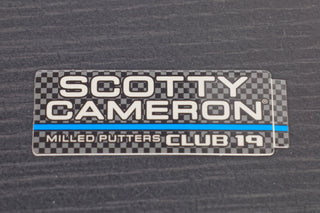 SCOTTY
CAMERON
MILLED PUTTERS CLUB 19